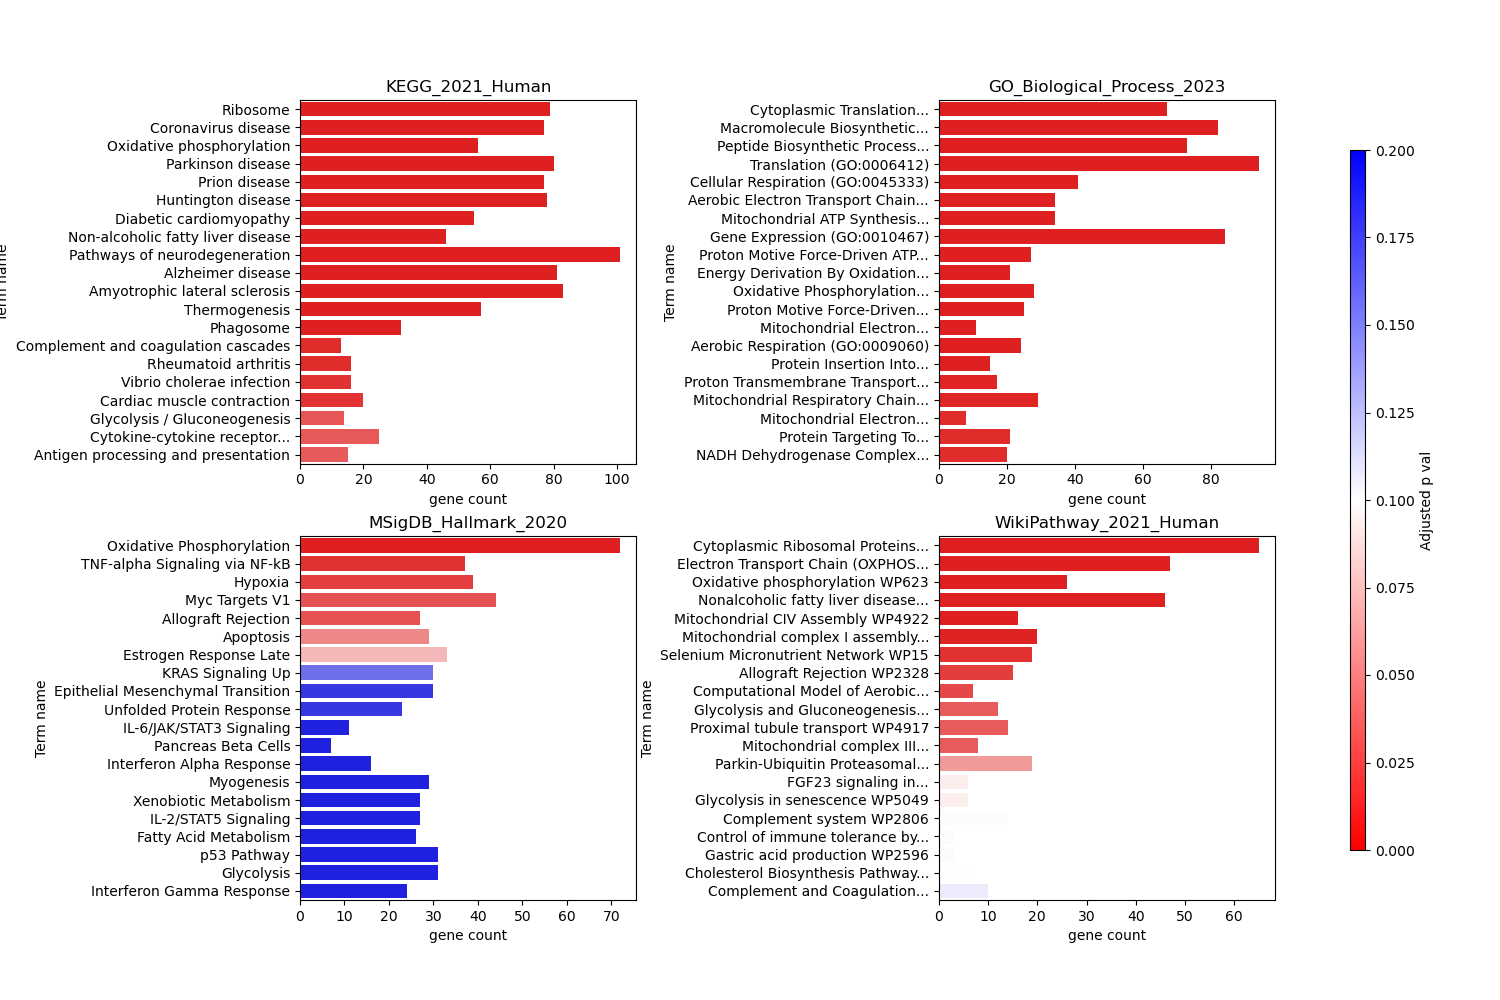 KEGG_2021_Human
Term name
Ribosome
Coronavirus disease
Oxidative phosphorylation
Parkinson disease
Prion disease
Huntington disease
Diabetic cardiomyopathy
Non-alcoholic fatty liver disease
Pathways of neurodegeneration
Alzheimer disease
Amyotrophic lateral sclerosis
Thermogenesis
Phagosome
Complement and coagulation cascades
Rheumatoid arthritis
Vibrio cholerae infection
Cardiac muscle contraction
Glycolysis / Gluconeogenesis
Cytokine-cytokine receptor...
Antigen processing and presentation
0 20 40 60 80 100
gene count
GO_Biological_Process_2023
Term name
Cytoplasmic Translation...
Macromolecule Biosynthetic...
Peptide Biosynthetic Process...
Translation (GO:0006412)
Cellular Respiration (GO:0045333)
Aerobic Electron Transport Chain...
Mitochondrial ATP Synthesis...
Gene Expression (GO:0010467)
Proton Motive Force-Driven ATP...
Energy Derivation By Oxidation...
Oxidative Phosphorylation...
Proton Motive Force-Driven...
Mitochondrial Electron...
Aerobic Respiration (GO:0009060)
Protein Insertion Into...
Proton Transmembrane Transport...
Mitochondrial Respiratory Chain...
Mitochondrial Electron...
Protein Targeting To...
NADH Dehydrogenase Complex...
0 20 40 60 80
gene count
MSigDB_Hallmark_2020
Term name
Oxidative Phosphorylation
TNF-alpha Signaling via NF-kB
Hypoxia
Myc Targets V1
Allograft Rejection
Apoptosis
Estrogen Response Late
KRAS Signaling Up
Epithelial Mesenchymal Transition
Unfolded Protein Response
IL-6/JAK/STAT3 Signaling
Pancreas Beta Cells
Interferon Alpha Response
Myogenesis
Xenobiotic Metabolism
IL-2/STAT5 Signaling
Fatty Acid Metabolism
p53 Pathway
Glycolysis
Interferon Gamma Response
0 10 20 30 40 50 60 70
gene count
WikiPathway_2021_Human
Term name
Cytoplasmic Ribosomal Proteins...
Electron Transport Chain (OXPHOS...
Oxidative phosphorylation WP623
Nonalcoholic fatty liver disease...
Mitochondrial CIV Assembly WP4922
Mitochondrial complex I assembly...
Selenium Micronutrient Network WP15
Allograft Rejection WP2328
Computational Model of Aerobic...
Glycolysis and Gluconeogenesis...
Proximal tubule transport WP4917
Mitochondrial complex III...
Parkin-Ubiquitin Proteasomal...
FGF23 signaling in...
Glycolysis in senescence WP5049
Complement system WP2806
Control of immune tolerance by...
Gastric acid production WP2596
Cholesterol Biosynthesis Pathway...
Complement and Coagulation...
0 10 20 30 40 50 60
gene count
0.200
0.175
0.150
0.125
0.100
0.075
0.050
0.025
0.000
Adjusted p val